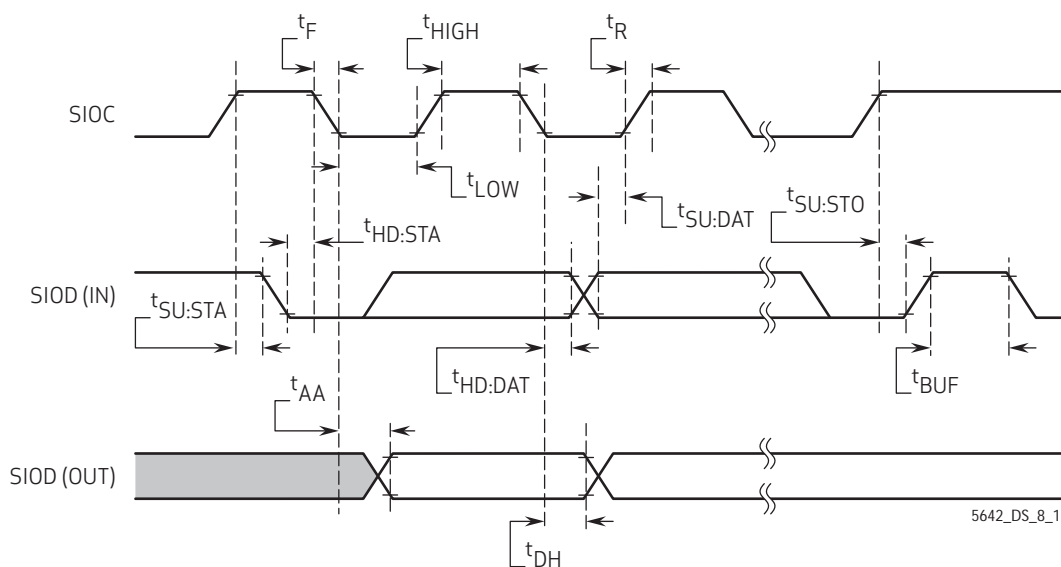 tF
tHIGH
tR
SIOC
tLOW
tSU:DAT
tSU:STO
tHD:STA
SIOD (IN)
tSU:STA
tHD:DAT
tBUF
tAA
SIOD (OUT)
5642_DS_8_1
tDH